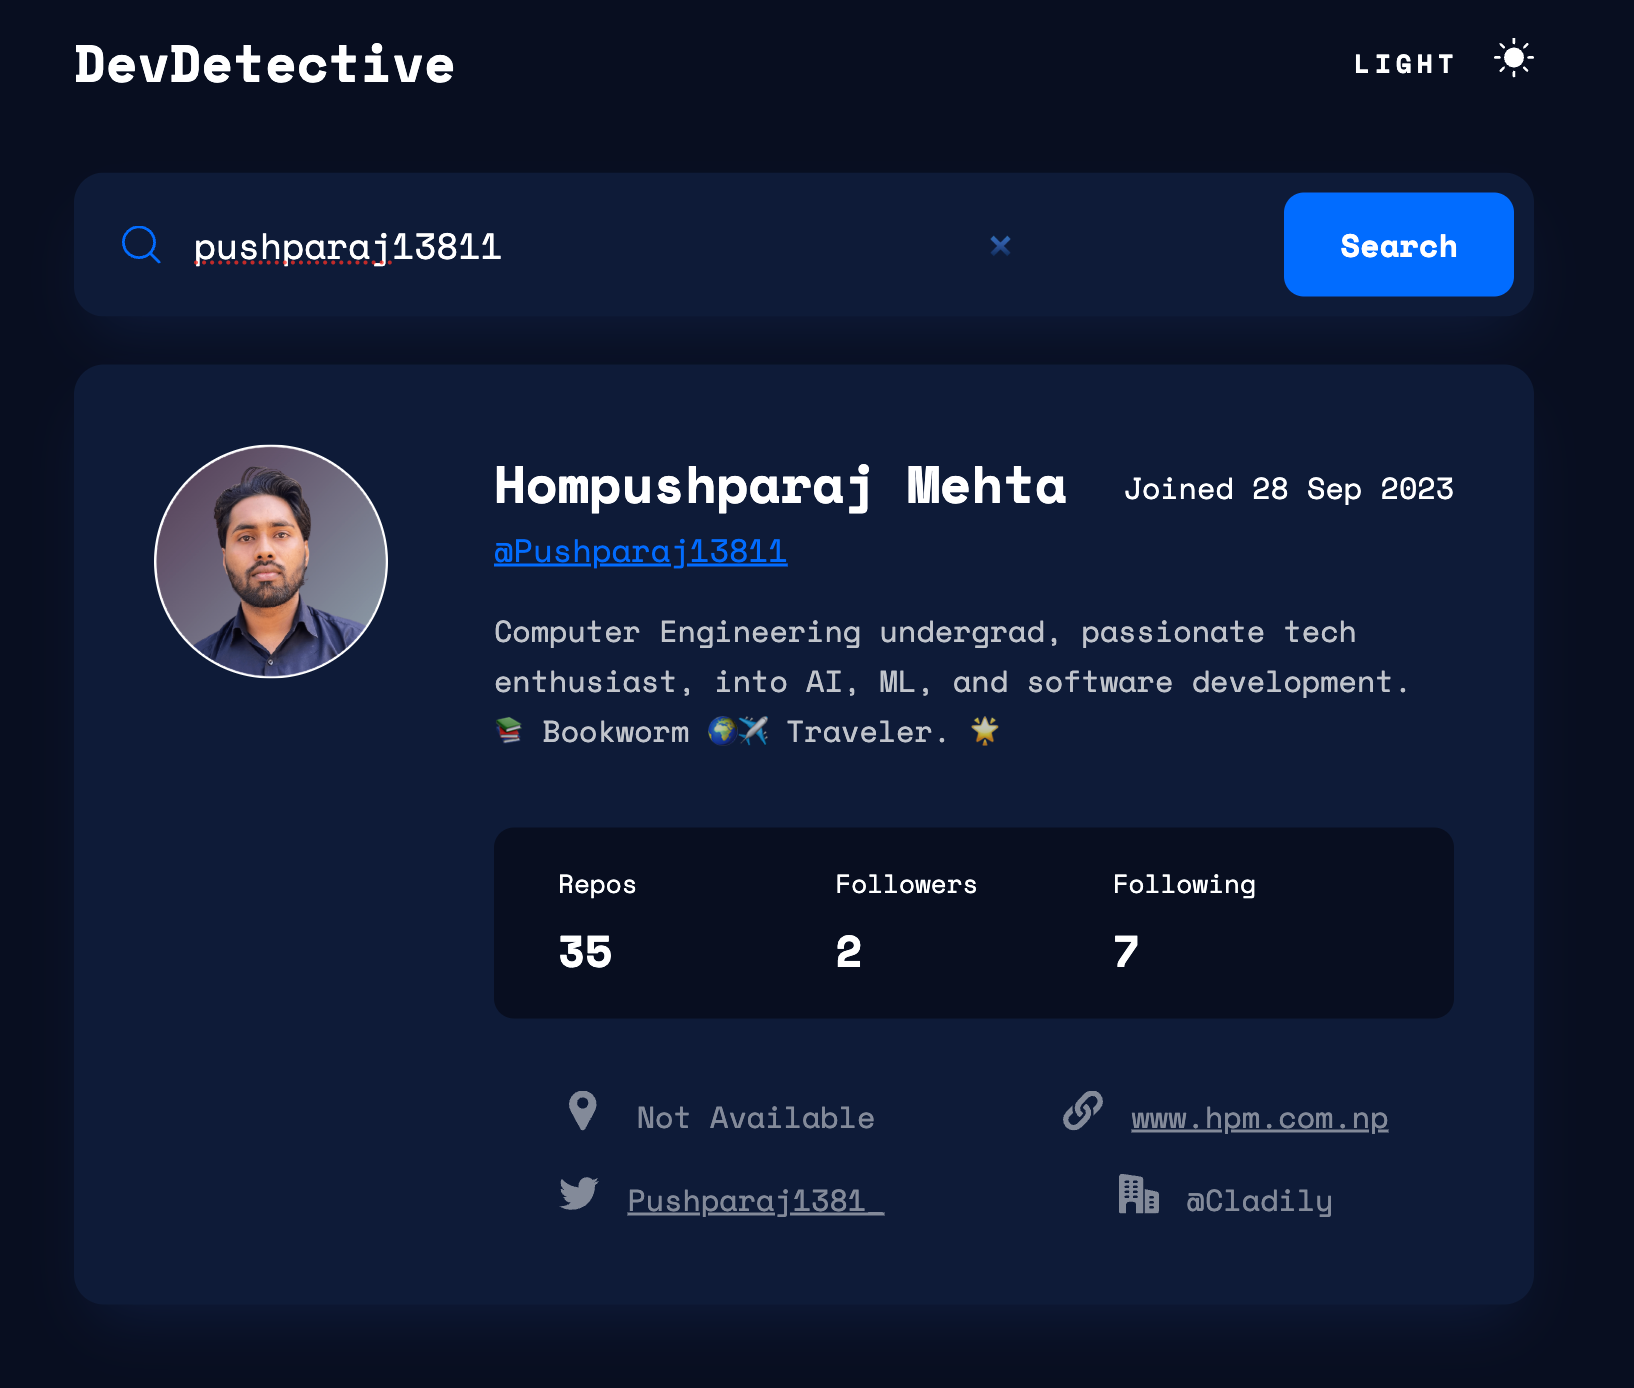 DevDetective
LIGHT
pushparaj13811
Search
Hompushparaj Mehta
Joined 28 Sep 2023
@Pushparaj13811
Computer Engineering undergrad, passionate tech
enthusiast, into AI, ML, and software development.
📚 Bookworm 🌍✈️ Traveler. 🌟
Repos
Followers
Following
35
2
7
Not Available
www.hpm.com.np
Pushparaj1381_
@Cladily